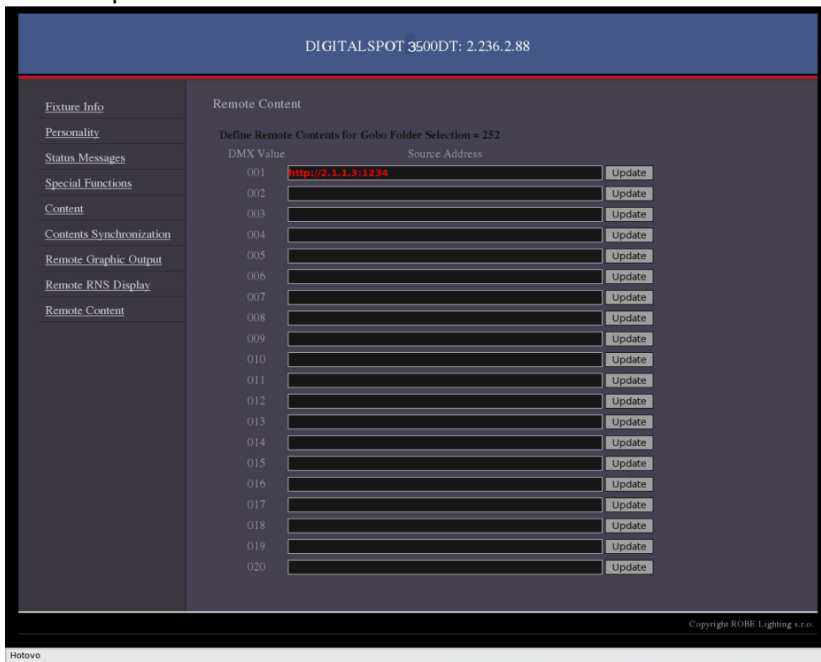 DIGITALSPOT 3500DT: 2.236.2.88
Fixture Info
Personality
Status Messages
Special Functions
Content
Contents Synchronization
Remote Graphic Output
Remote RNS Display
Remote Content
Remote Content
Define Remote Contents for Gobo Folder Selection = 252
DMX Value Source Address
001 http://2.1.1.3:1234 Update
002 Update
003 Update
004 Update
005 Update
006 Update
007 Update
008 Update
009 Update
010 Update
011 Update
012 Update
013 Update
014 Update
015 Update
016 Update
017 Update
018 Update
019 Update
020 Update
Copyright ROBE Lighting s.r.o.
Hotovo